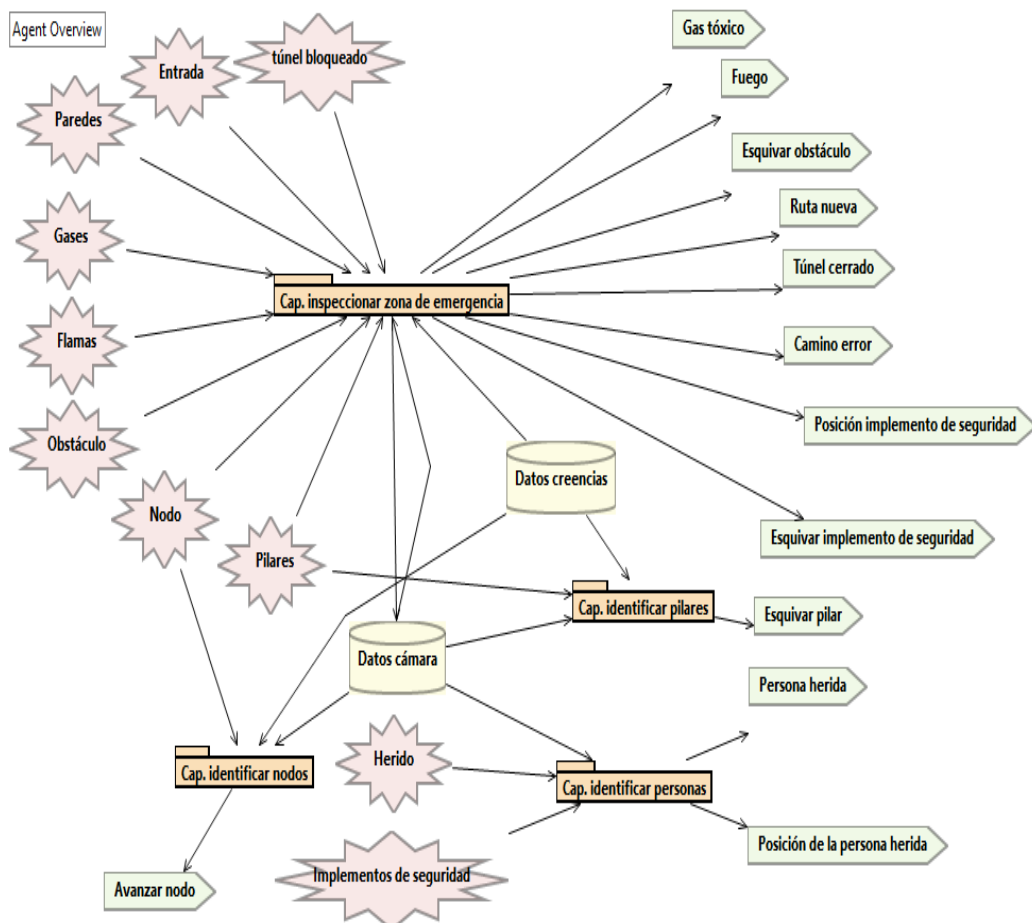 Agent Overview
Gas tóxico
túnel bloqueado
Entrada
Fuego
Paredes
Esquivar obstáculo
Ruta nueva
Gases
Túnel cerrado
Cap. inspeccionar zona de emergencia
Flamas
Camino error
Posición implemento de seguridad
Obstáculo
Datos creencias
Nodo
Esquivar implemento de seguridad
Pilares
Cap. identificar pilares
Esquivar pilar
Datos cámara
Persona herida
Herido
Cap. identificar nodos
Cap. identificar personas
Posición de la persona herida
Implementos de seguridad
Avanzar nodo